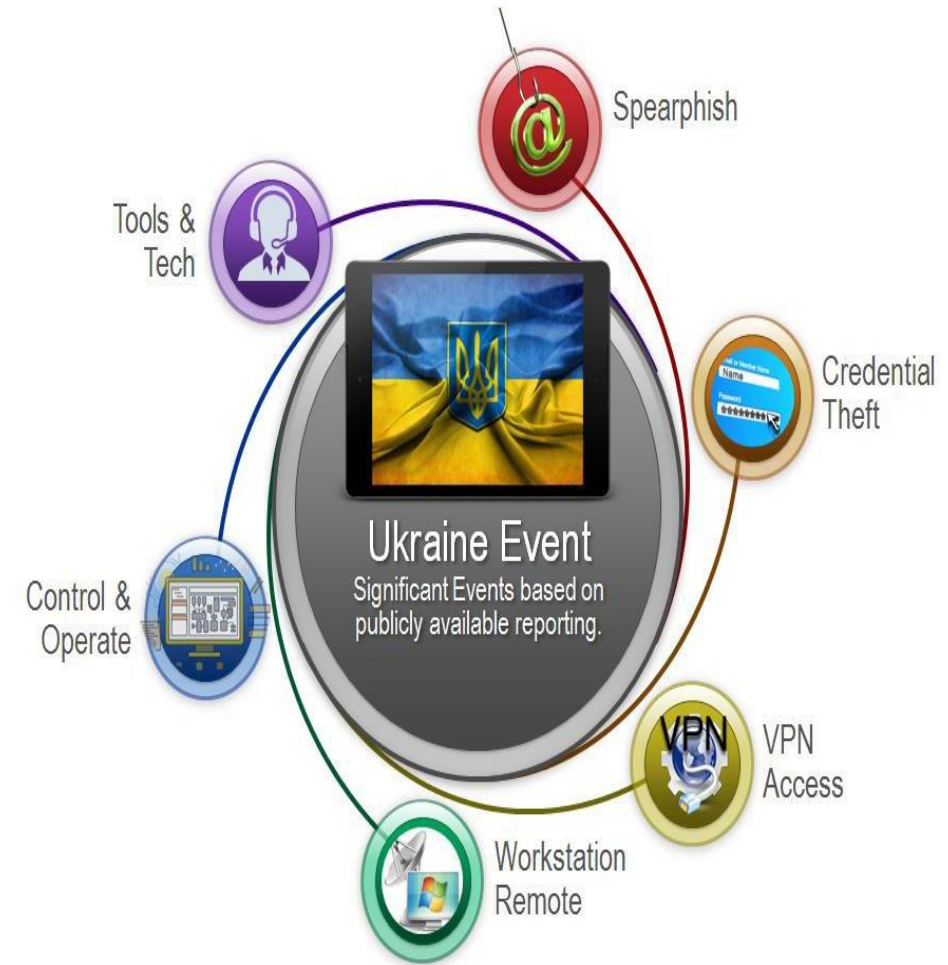 Spearphish
Tools &
Tech
Credential
Theft
Name
Password
Ukraine Event
Significant Events based on
publicly available reporting.
Control &
Operate
VPN
VPN
Access
Workstation
Remote